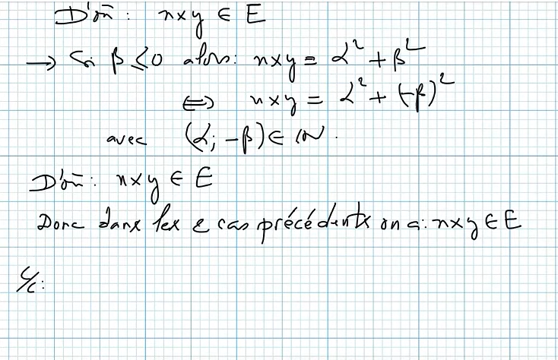 D'où : n×y ∈ E
→ Si β ≤ 0 alors : n×y = α² + β²
⟺ n×y = α² + (-β)²
avec (α ; -β) ∈ ℕ.
D'où : n×y ∈ E
Donc dans les 2 cas précédents on a : n×y ∈ E
C/c :